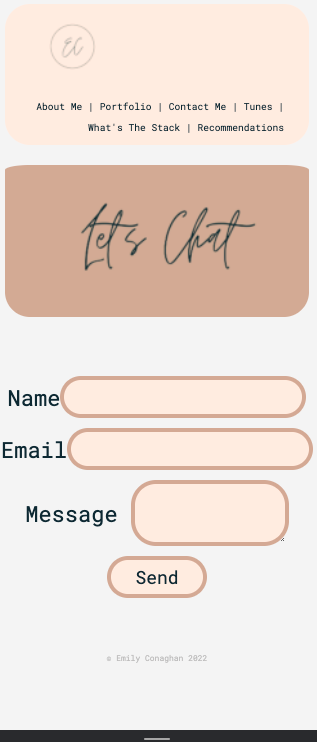 EC
About Me | Portfolio | Contact Me | Tunes |
What's The Stack | Recommendations
Let's Chat
Name
Email
Message
Send
© Emily Conaghan 2022